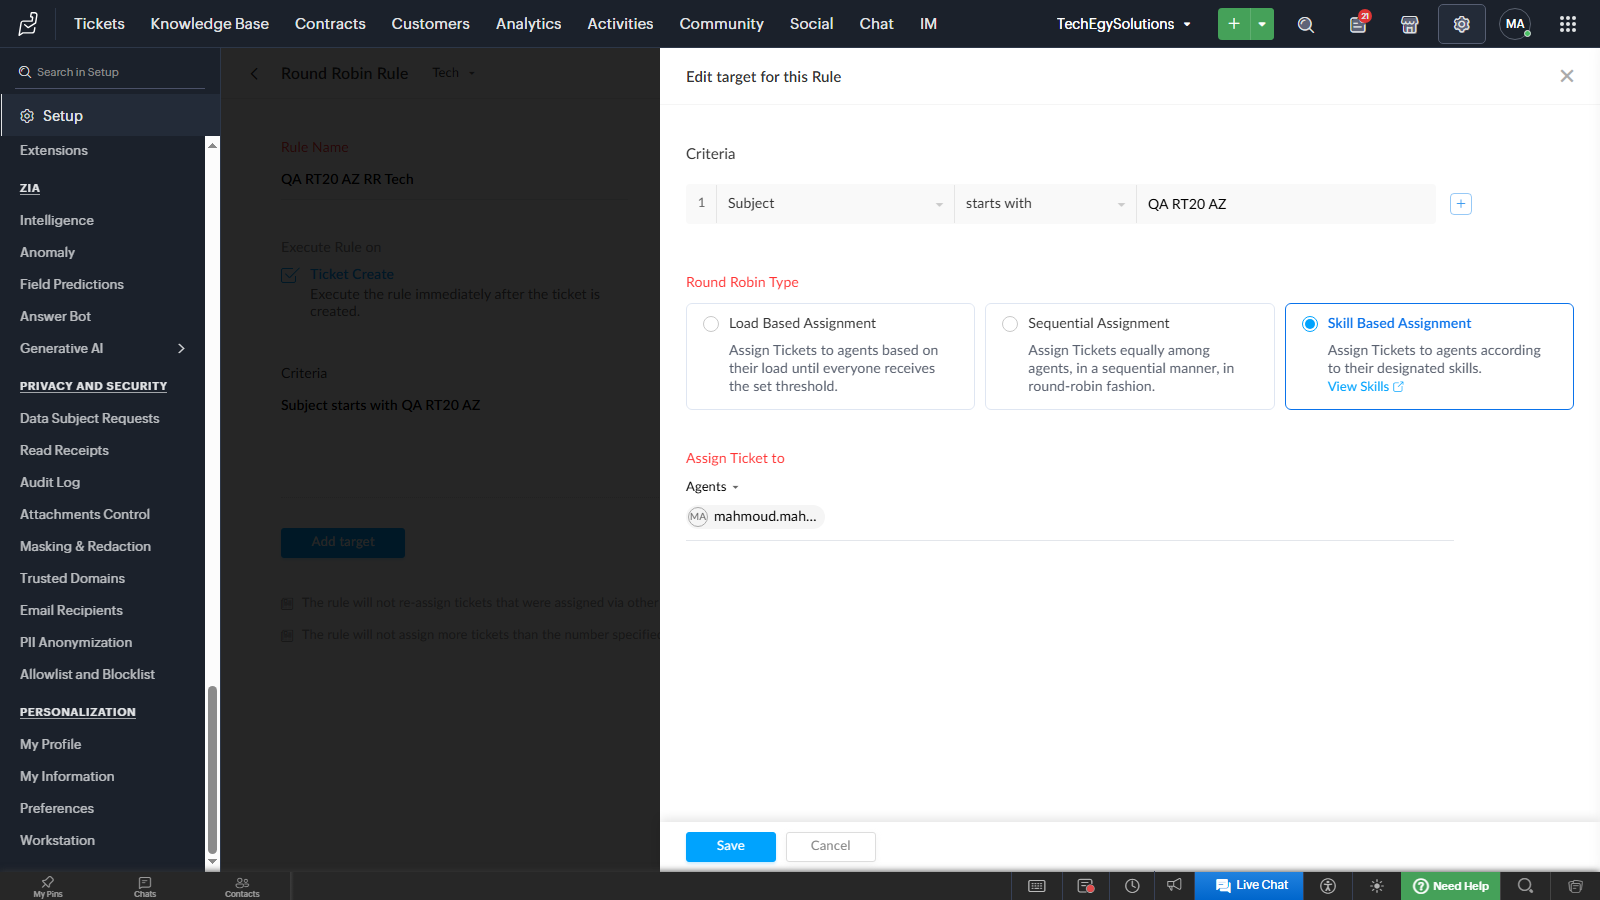 Tickets Knowledge Base Contracts Customers Analytics Activities Community Social Chat IM TechEgySolutions 21 MA
Search in Setup
Setup
Extensions
ZIA
Intelligence
Anomaly
Field Predictions
Answer Bot
Generative AI
PRIVACY AND SECURITY
Data Subject Requests
Read Receipts
Audit Log
Attachments Control
Masking & Redaction
Trusted Domains
Email Recipients
PII Anonymization
Allowlist and Blocklist
PERSONALIZATION
My Profile
My Information
Preferences
Workstation
Round Robin Rule Tech
Rule Name
QA RT20 AZ RR Tech
Execute Rule on
Ticket Create
Execute the rule immediately after the ticket is
created.
Criteria
Subject starts with QA RT20 AZ
Add target
The rule will not re-assign tickets that were assigned via other
The rule will not assign more tickets than the number specified
Edit target for this Rule
Criteria
1 Subject starts with QA RT20 AZ
Round Robin Type
Load Based Assignment
Assign Tickets to agents based on
their load until everyone receives
the set threshold.
Sequential Assignment
Assign Tickets equally among
agents, in a sequential manner, in
round-robin fashion.
Skill Based Assignment
Assign Tickets to agents according
to their designated skills.
View Skills
Assign Ticket to
Agents
MA mahmoud.mah...
Save Cancel
My Pins Chats Contacts Live Chat Need Help